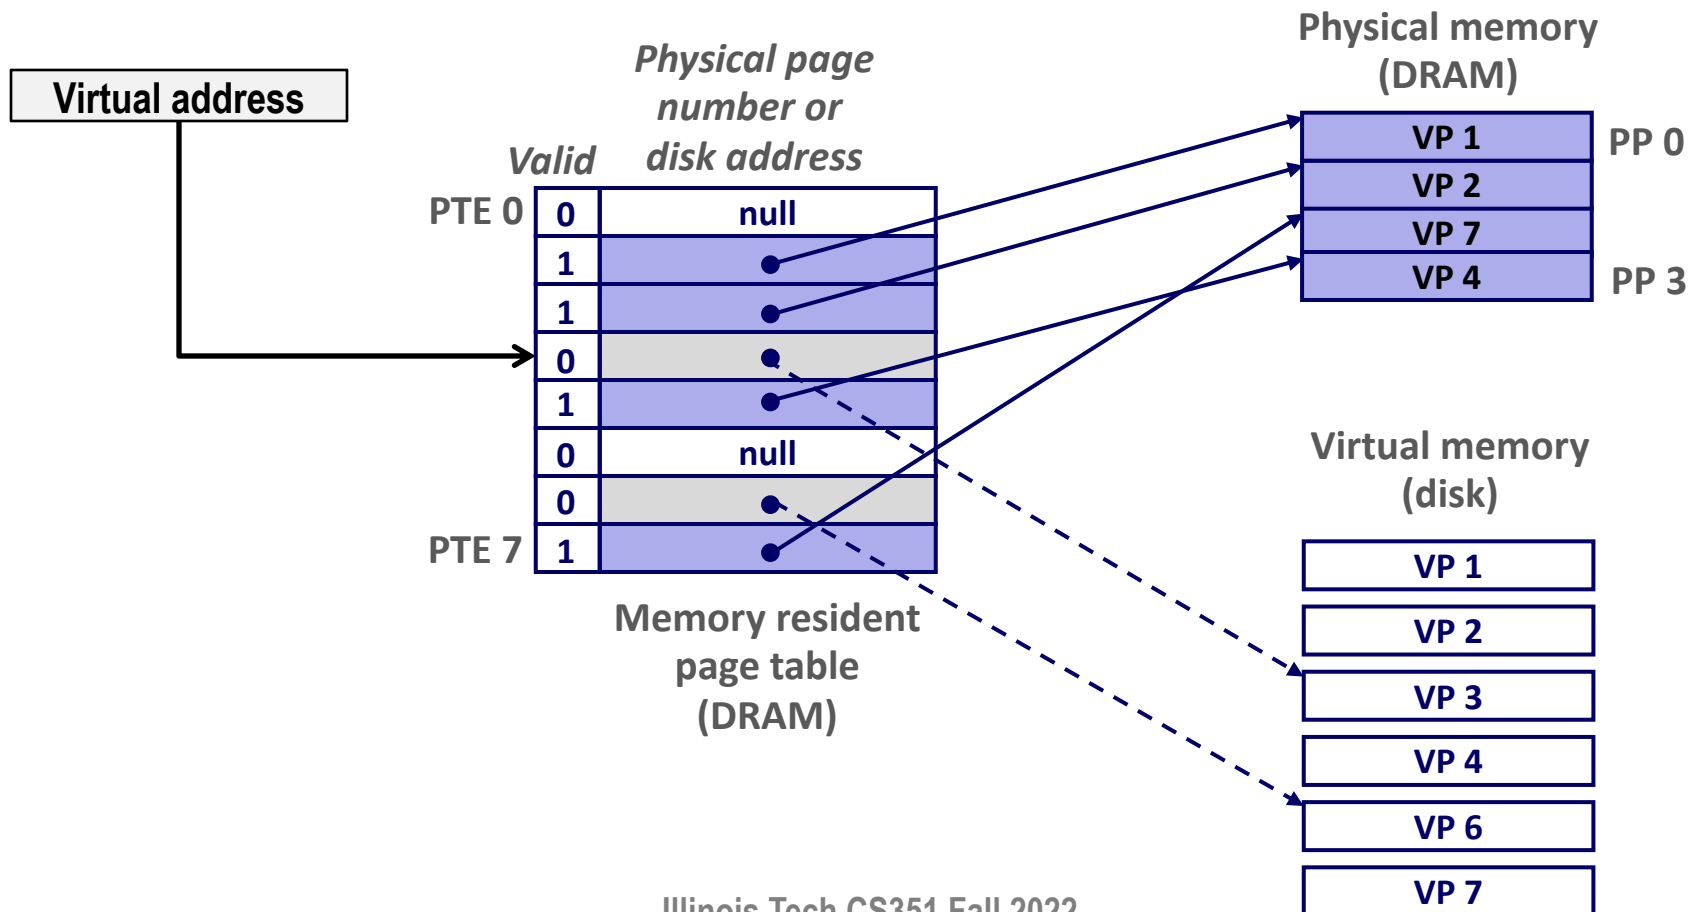 Virtual address
Physical page
number or
disk address
Valid
PTE 0
0
null
1
1
0
1
0
null
0
PTE 7
1
Memory resident
page table
(DRAM)
Physical memory
(DRAM)
VP 1
PP 0
VP 2
VP 7
VP 4
PP 3
Virtual memory
(disk)
VP 1
VP 2
VP 3
VP 4
VP 6
VP 7
Illinois Tech CS351 Fall 2022